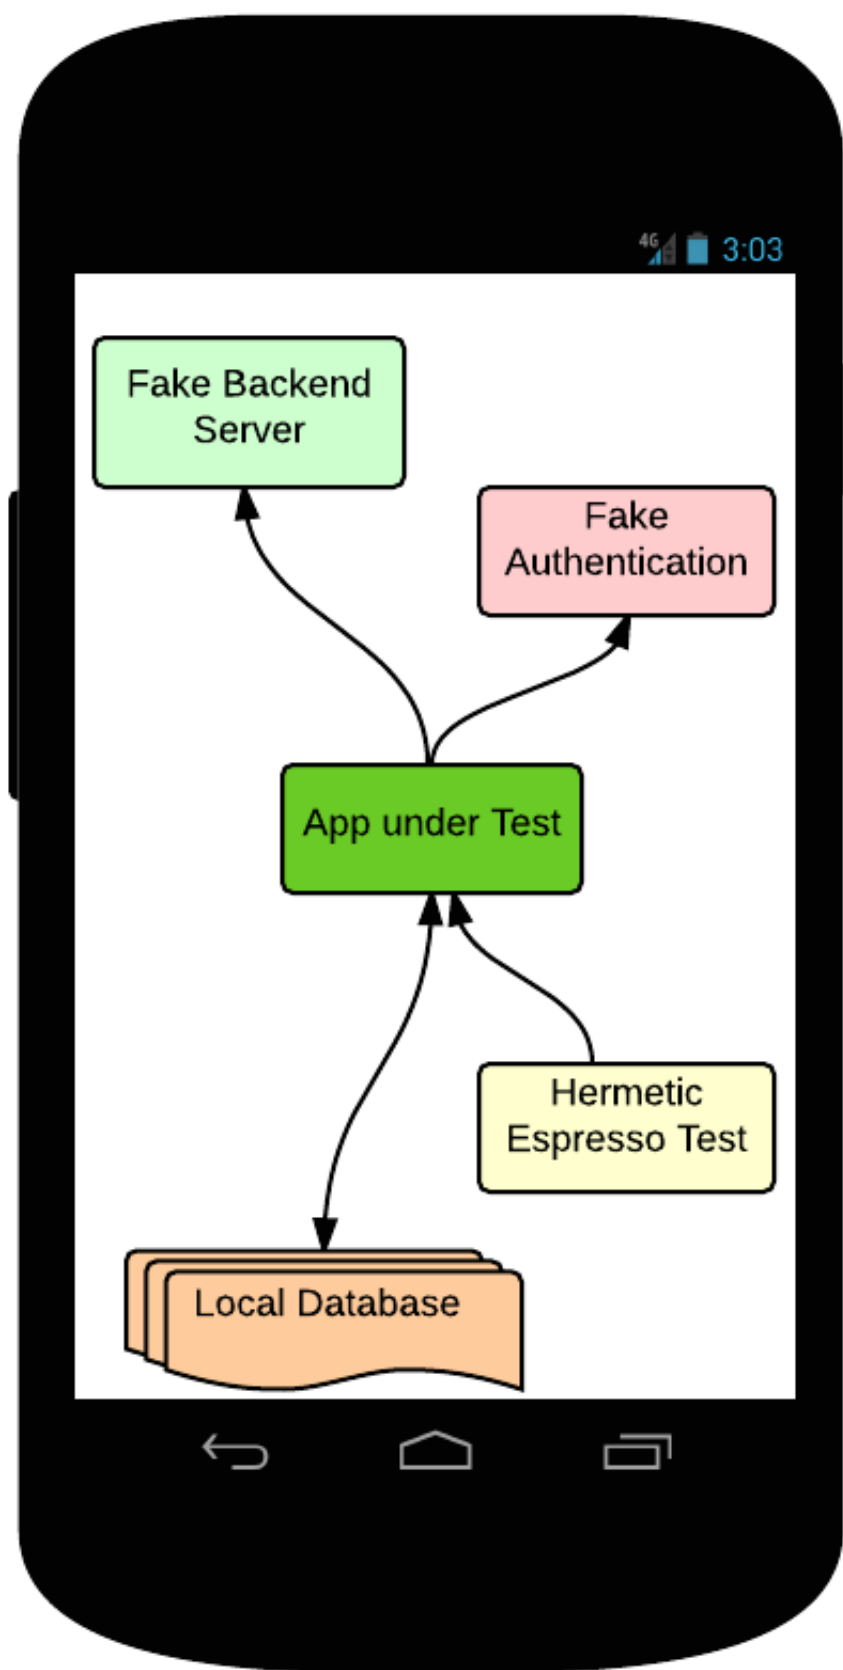 4G 3:03
Fake Backend
Server
Fake
Authentication
App under Test
Hermetic
Espresso Test
Local Database